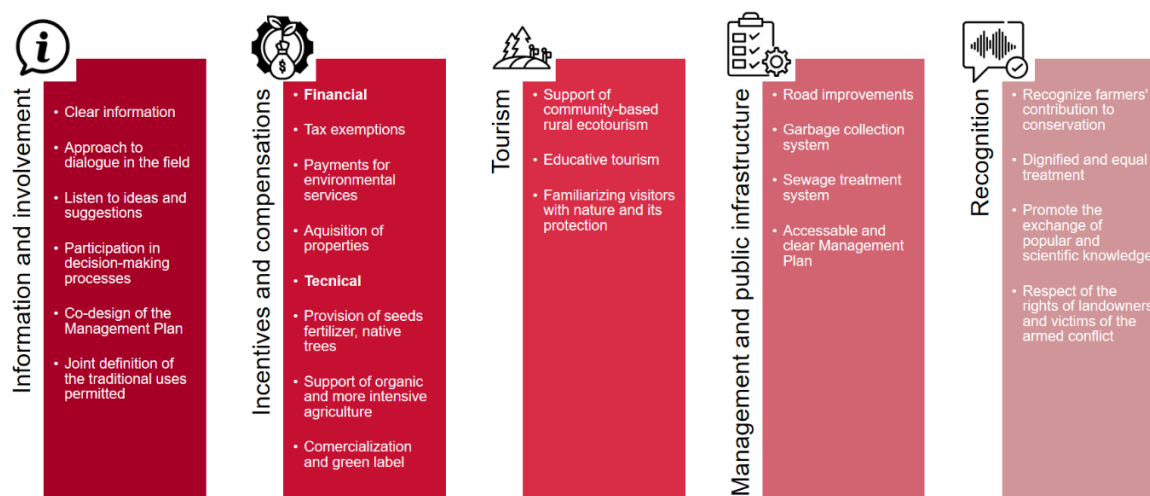 Information and involvement
• Clear information
• Approach to
dialogue in the field
• Listen to ideas and
suggestions
• Participation in
decision-making
processes
• Co-design of the
Management Plan
• Joint definition of
the traditional uses
permitted
Incentives and compensations
$
• Financial
• Tax exemptions
• Payments for
environmental
services
• Aquisition of
properties
• Tecnical
• Provision of seeds
fertilizer, native
trees
• Support of organic
and more intensive
agriculture
• Comercialization
and green label
Tourism
• Support of
community-based
rural ecotourism
• Educative tourism
• Familiarizing visitors
with nature and its
protection
Management and public infrastructure
• Road improvements
• Garbage collection
system
• Sewage treatment
system
• Accessable and
clear Management
Plan
Recognition
• Recognize farmers'
contribution to
conservation
• Dignified and equal
treatment
• Promote the
exchange of
popular and
scientific knowledge
• Respect of the
rights of landowners
and victims of the
armed conflict